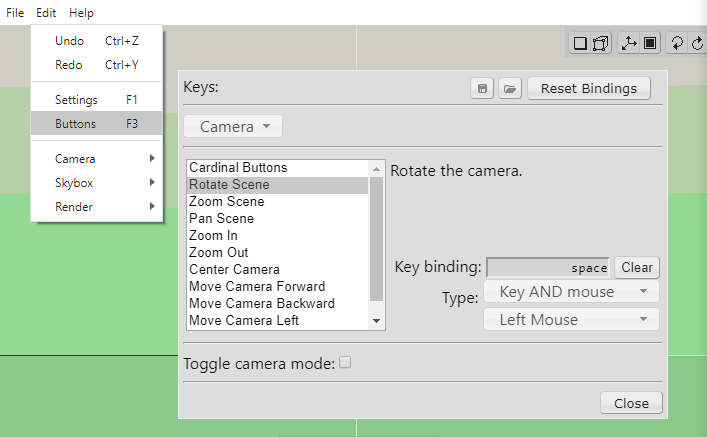 File Edit Help
Undo Ctrl+Z
Redo Ctrl+Y
Settings F1
Buttons F3
Camera
Skybox
Render
Keys:
Reset Bindings
Camera
Cardinal Buttons
Rotate Scene
Zoom Scene
Pan Scene
Zoom In
Zoom Out
Center Camera
Move Camera Forward
Move Camera Backward
Move Camera Left
Rotate the camera.
Key binding: space Clear
Type: Key AND mouse
Left Mouse
Toggle camera mode:
Close